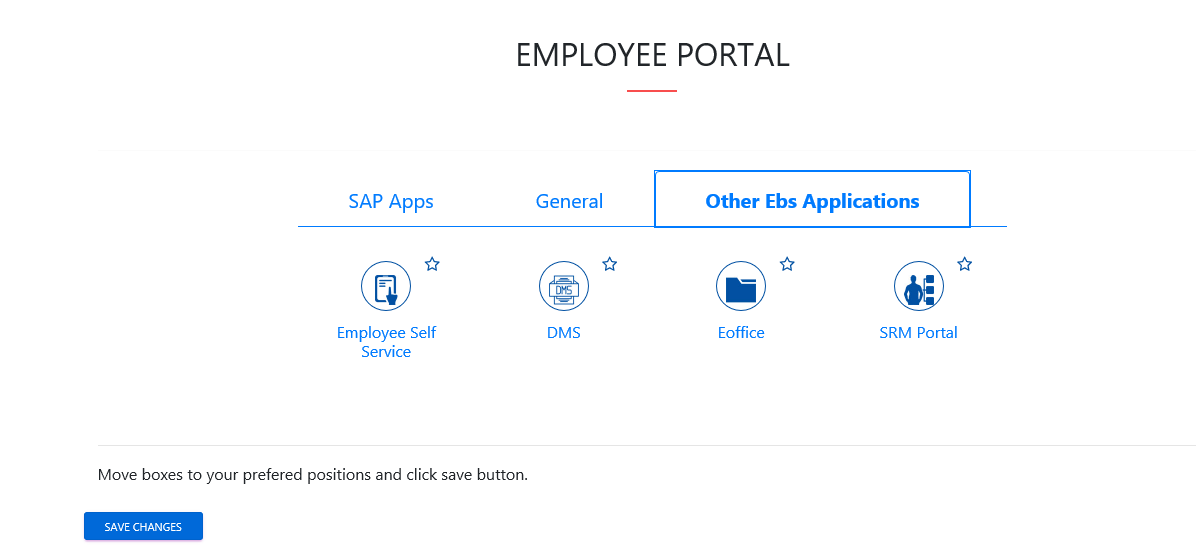 EMPLOYEE PORTAL
SAP Apps
General
Other Ebs Applications
DMS
Employee Self
Service
DMS
Eoffice
SRM Portal
Move boxes to your prefered positions and click save button.
SAVE CHANGES